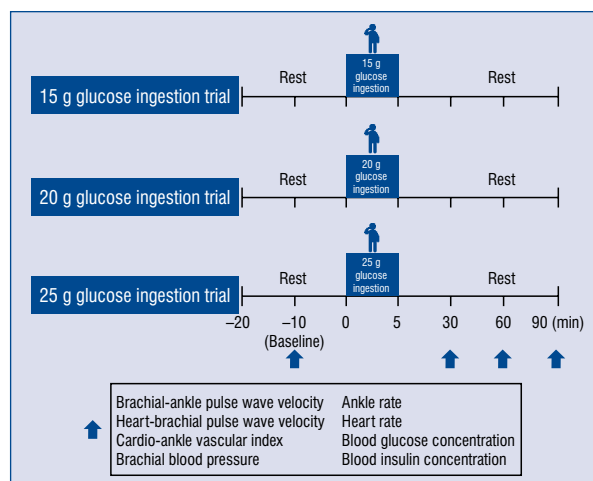 15 g
glucose
ingestion
Rest Rest
15 g glucose ingestion trial
20 g
glucose
ingestion
Rest Rest
20 g glucose ingestion trial
25 g
glucose
ingestion
Rest Rest
25 g glucose ingestion trial
–20 –10 0 5 30 60 90 (min)
(Baseline)
Brachial-ankle pulse wave velocity Ankle rate
Heart-brachial pulse wave velocity Heart rate
Cardio-ankle vascular index Blood glucose concentration
Brachial blood pressure Blood insulin concentration